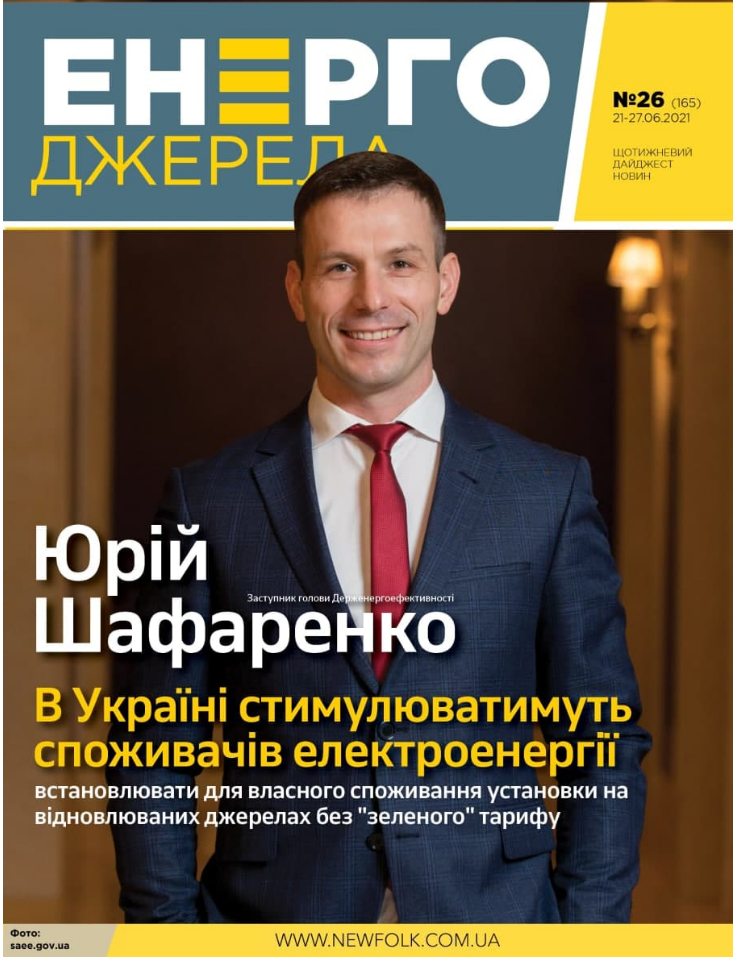 ЕНЕРГО
ДЖЕРЕЛА
№26 (165)
21-27.06.2021
ЩОТИЖНЕВИЙ
ДАЙДЖЕСТ
НОВИН
Юрій
Заступник голови Держенергоефективності
Шафаренко
В Україні стимулюватимуть
споживачів електроенергії
встановлювати для власного споживання установки на
відновлюваних джерелах без "зеленого" тарифу
Фото:
saee.gov.ua
WWW.NEWFOLK.COM.UA